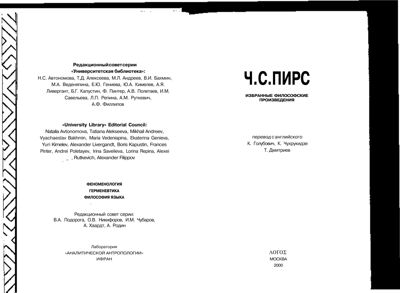 Редакционный совет серии
«Университетская библиотека»:
Н.С. Автономова, Т.Д. Алексеева, М.Л. Андреев, В.И. Бахмин,
М.А. Веденяпина, Е.Ю. Гениева, Ю.А. Кимелев, А.Я.
Ливергант, Б.Г. Капустин, Ф. Пинтер, А.В. Полетаев, И.М.
Савельева, Л.П. Репина, А.М. Руткевич,
А.Ф. Филиппов
«University Library» Editorial Council:
Natalia Avtonomova, Tatiana Alekseeva, Mikhail Andreev,
Vyacheslav Bakhmin, Maria Vedeniapina, Ekaterina Genieva,
Yuri Kimelev, Alexander Livergandt, Boris Kapustin, Frances
Pinter, Andrei Poletayev, Irina Savelieva, Lorina Repina, Alexei
Rutkevich, Alexander Filippov
ФЕНОМЕНОЛОГИЯ
ГЕРМЕНЕВТИКА
ФИЛОСОФИЯ ЯЗЫКА
Редакционный совет серии:
В.А. Подорога, О.В. Никифоров, И.М. Чубаров,
А. Хаардт, А. Родин
Лаборатория
«АНАЛИТИЧЕСКОЙ АНТРОПОЛОГИИ»
ИФРАН
Ч.С.ПИРС
ИЗБРАННЫЕ ФИЛОСОФСКИЕ
ПРОИЗВЕДЕНИЯ
перевод с английского
К. Голубович, К. Чухрукидзе
Т. Дмитриев
ЛОГОС
МОСКВА
2000